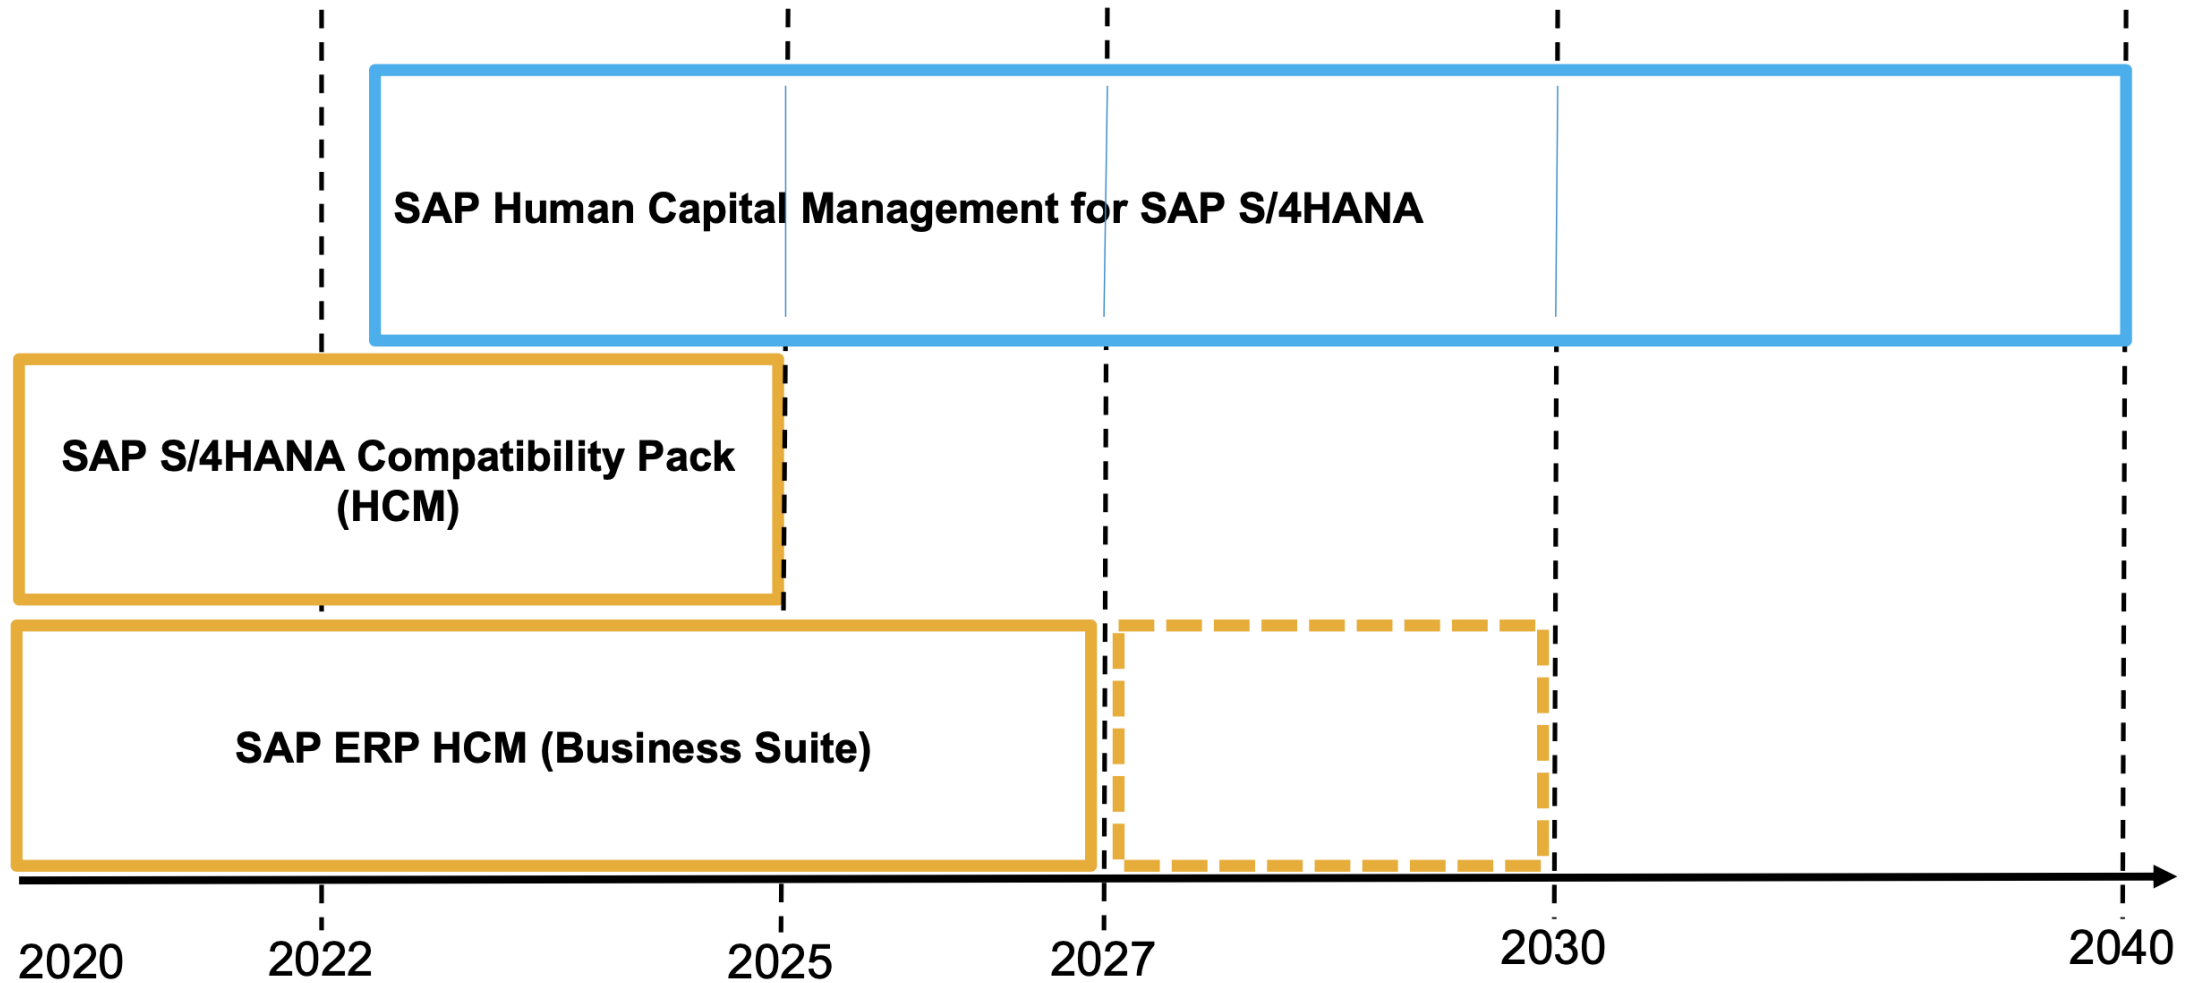 SAP Human Capital Management for SAP S/4HANA
SAP S/4HANA Compatibility Pack
(HCM)
SAP ERP HCM (Business Suite)
2020
2022
2025
2027
2030
2040